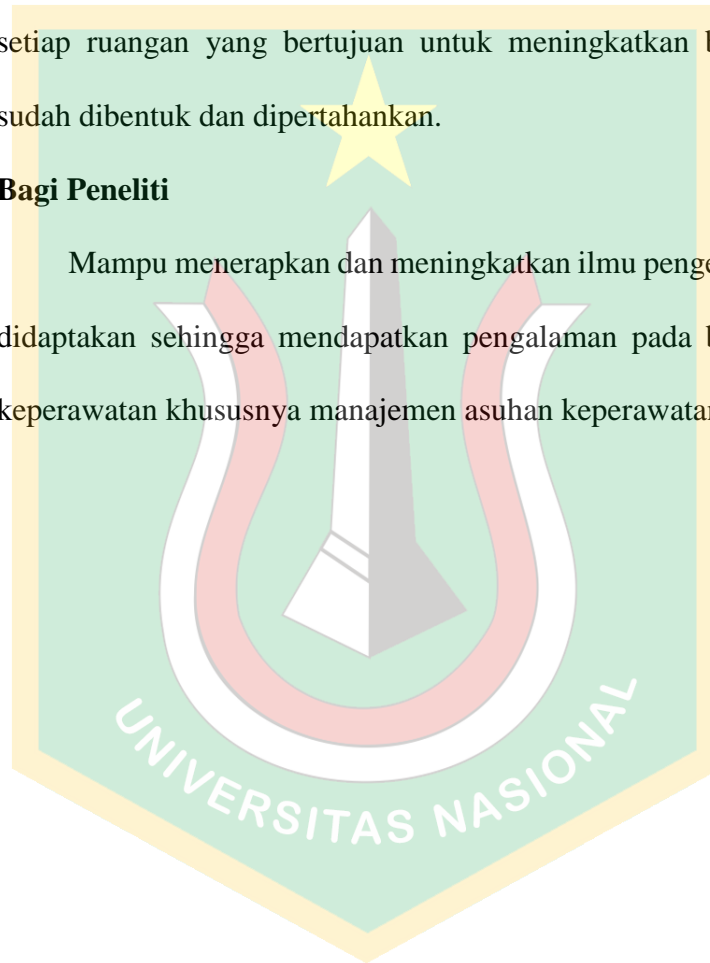 setiap ruangan yang bertujuan untuk meningkatkan
sudah dibentuk dan dipertahankan.
Bagi Peneliti
Mampu menerapkan dan meningkatkan ilmu
didaptakan sehingga mendapatkan pengalaman pada
keperawatan khususnya manajemen asuhan keperawatan
UNIVERSITAS NASIONAL